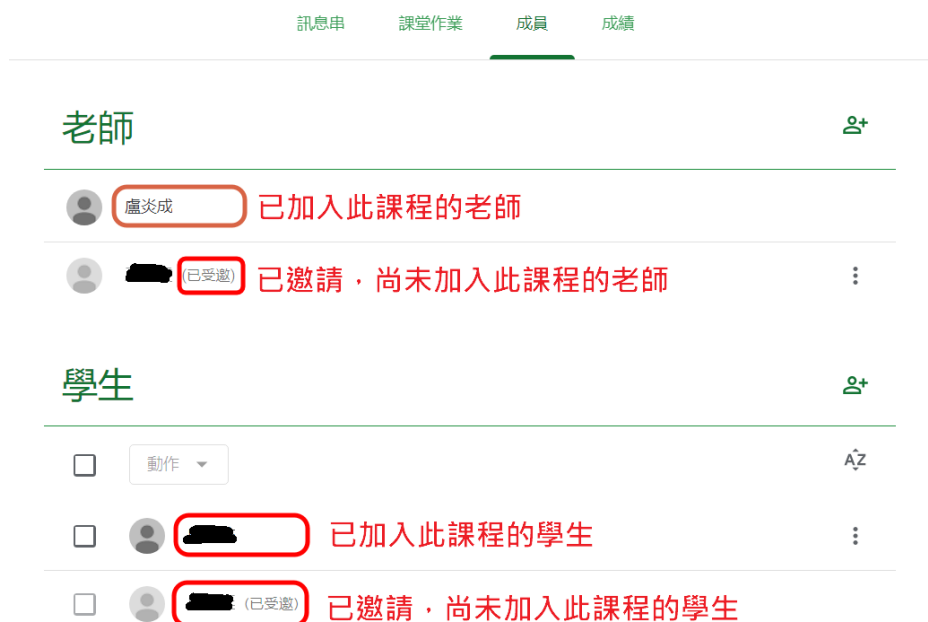 訊息串 課堂作業 成員 成績
老師
盧炎成 已加入此課程的老師
(已受邀) 已邀請，尚未加入此課程的老師
學生
動作 AZ
已加入此課程的學生
(已受邀) 已邀請，尚未加入此課程的學生